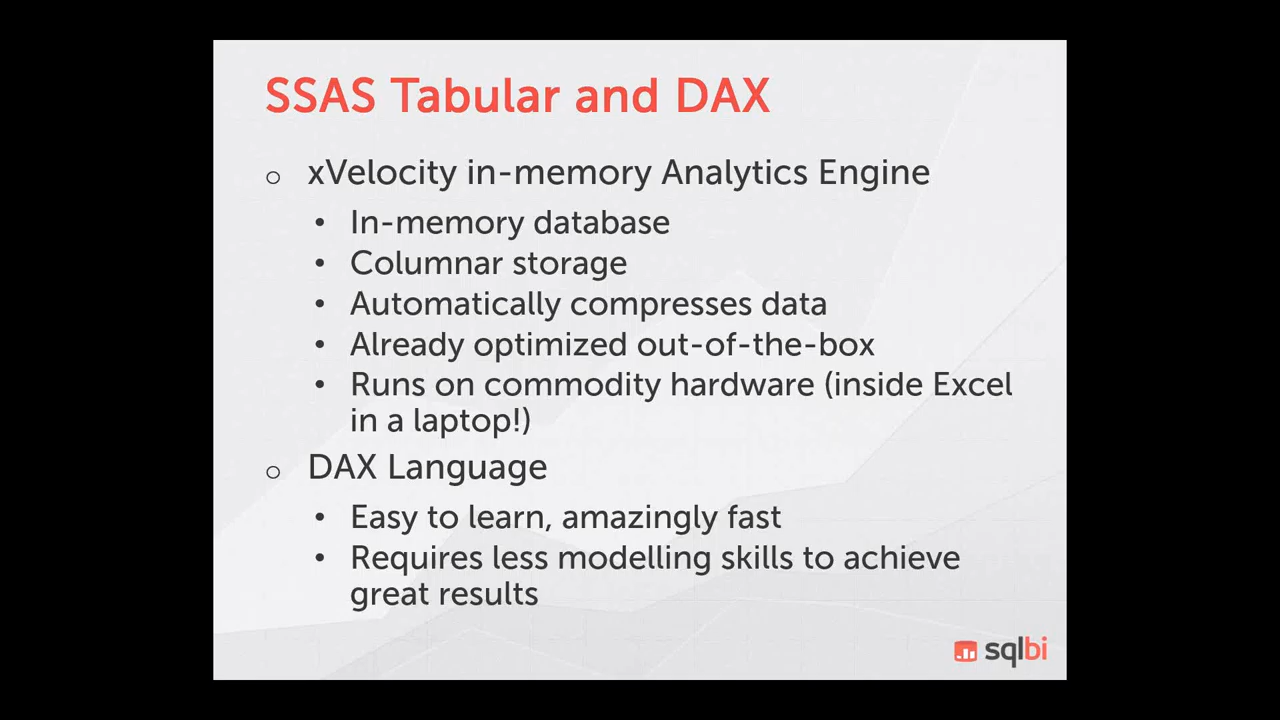 SSAS Tabular and DAX
○ xVelocity in-memory Analytics Engine
• In-memory database
• Columnar storage
• Automatically compresses data
• Already optimized out-of-the-box
• Runs on commodity hardware (inside Excel
in a laptop!)
○ DAX Language
• Easy to learn, amazingly fast
• Requires less modelling skills to achieve
great results
sqlbi